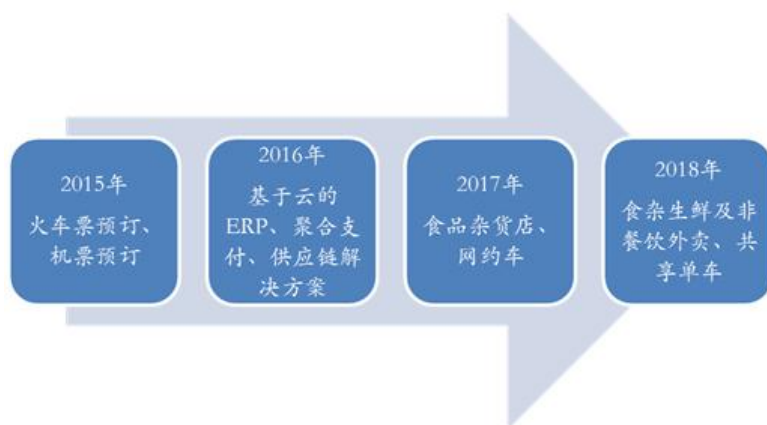 2015年
火车票预订、
机票预订
2016年
基于云的
ERP、聚合支
付、供应链解
决方案
2017年
食品杂货店、
网约车
2018年
食杂生鲜及非
餐饮外卖、共
享单车